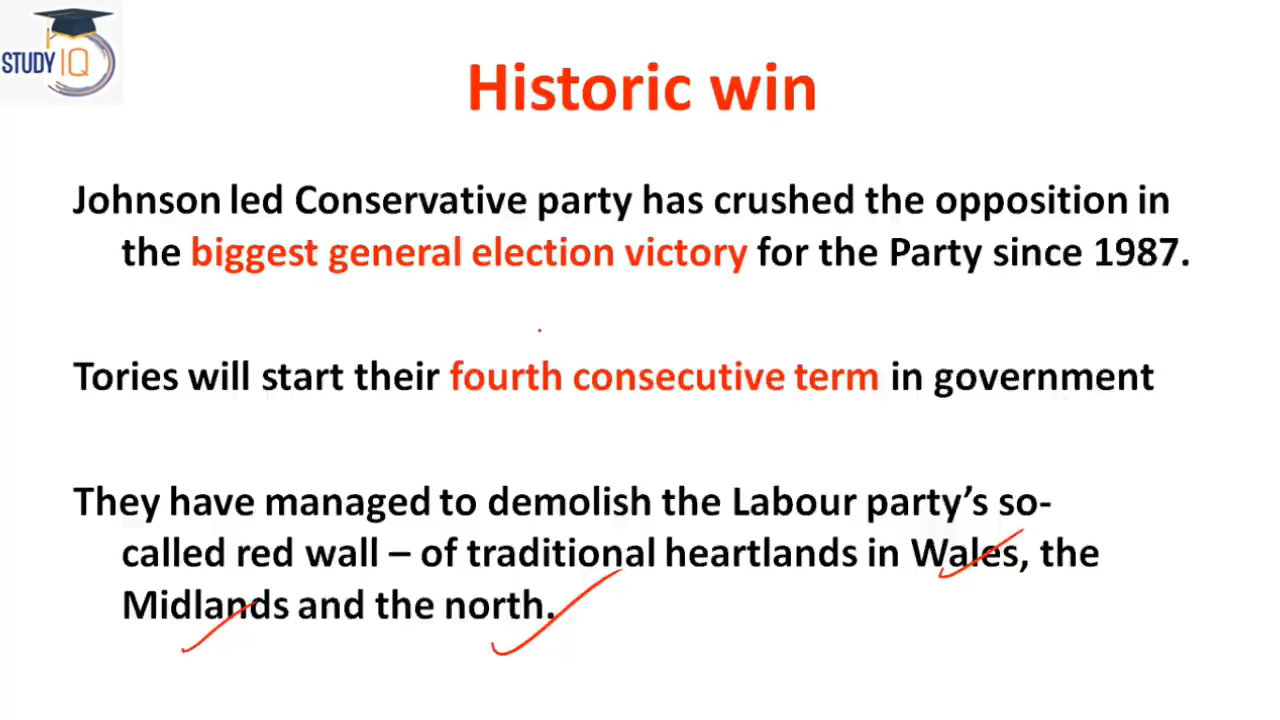 STUDY IQ
Historic win
Johnson led Conservative party has crushed the opposition in
the biggest general election victory for the Party since 1987.
Tories will start their fourth consecutive term in government
They have managed to demolish the Labour party’s so-
called red wall – of traditional heartlands in Wales, the
Midlands and the north.